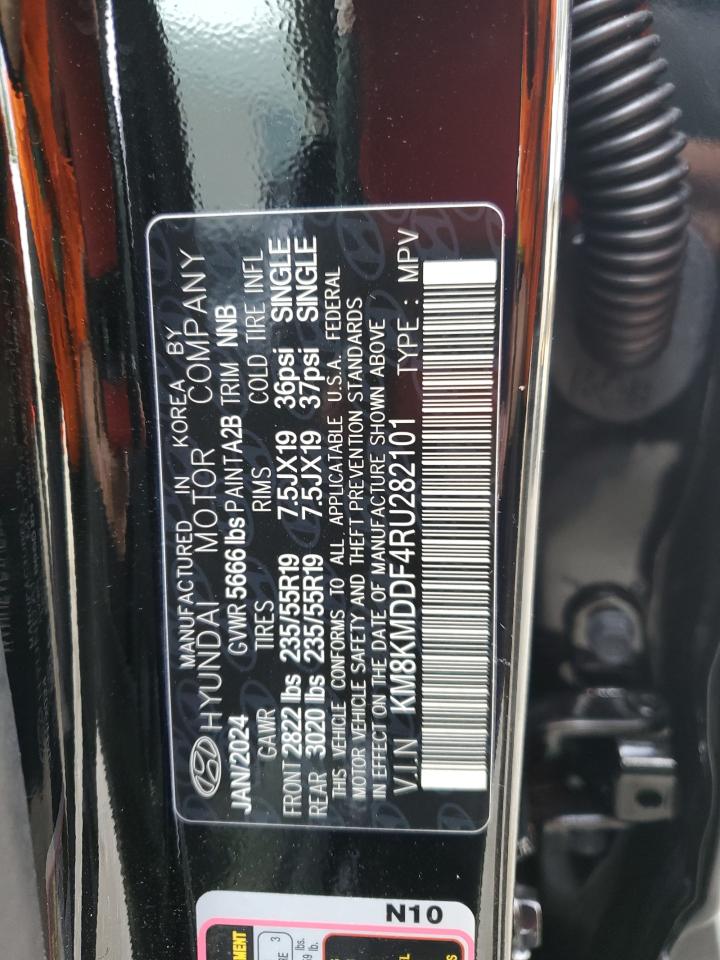 MANUFACTURED IN KOREA BY
HYUNDAI MOTOR COMPANY
JAN/2024 GVWR 5666 lbs PAINT A2B TRIM NNB
GAWR TIRES RIMS COLD TIRE INFL
FRONT 2822 lbs 235/55R19 7.5JX19 36psi SINGLE
REAR 3020 lbs 235/55R19 7.5JX19 37psi SINGLE
THIS VEHICLE CONFORMS TO ALL APPLICABLE U.S.A. FEDERAL
MOTOR VEHICLE SAFETY AND THEFT PREVENTION STANDARDS
IN EFFECT ON THE DATE OF MANUFACTURE SHOWN ABOVE
V.I.N KM8KMDDF4RU282101 TYPE : MPV
N10
3
lbs.
lb.